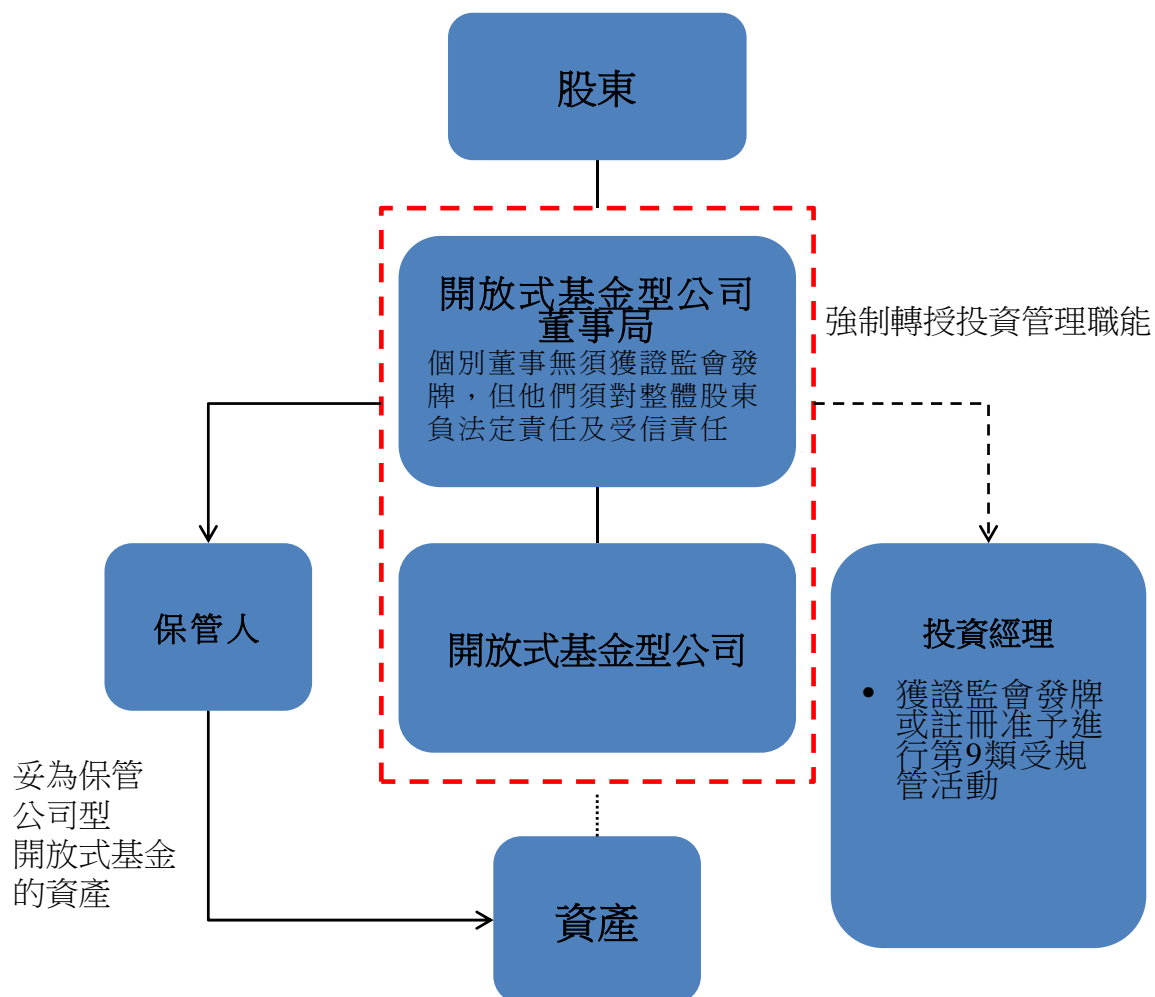 股東
開放式基金型公司
董事局
個別董事無須獲證監會發
牌，但他們須對整體股東
負法定責任及受信責任
強制轉授投資管理職能
保管人
開放式基金型公司
投資經理
• 獲證監會發牌
或註冊准予進
行第9類受規
管活動
妥為保管
公司型
開放式基金
的資產
資產